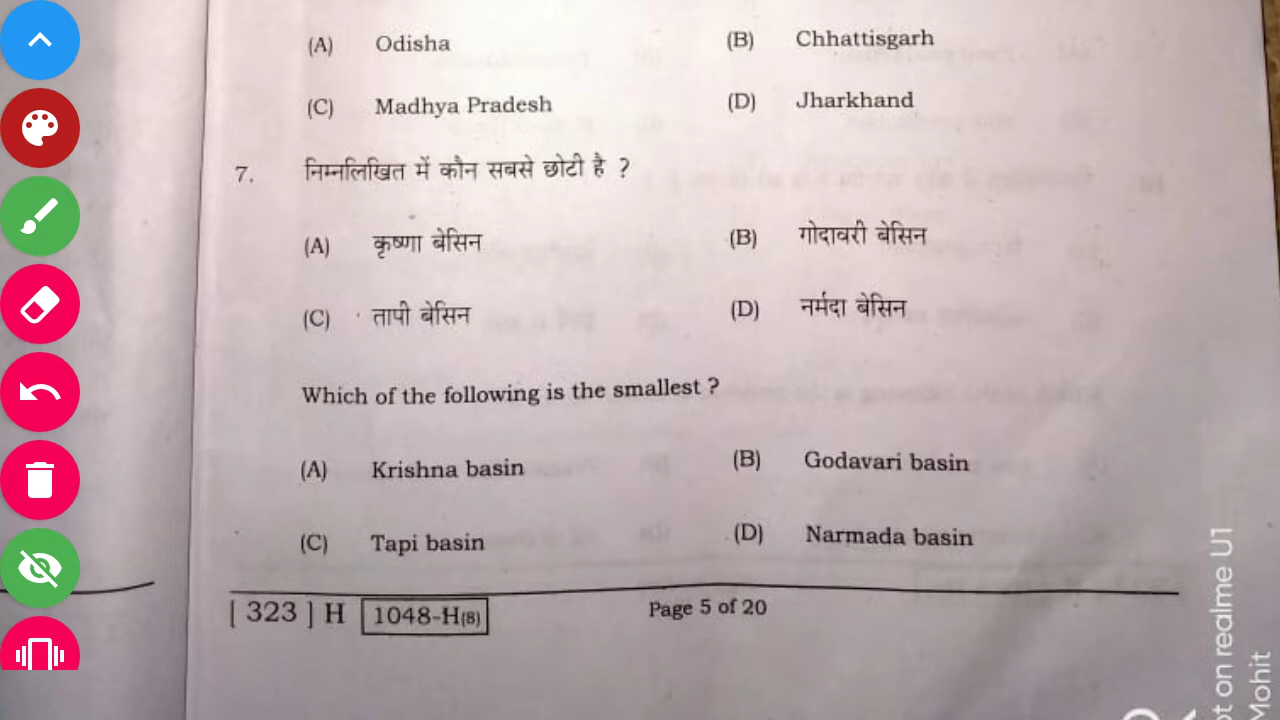 (A) Odisha (B) Chhattisgarh
(C) Madhya Pradesh (D) Jharkhand
7. निम्नलिखित में कौन सबसे छोटी है ?
(A) कृष्णा बेसिन (B) गोदावरी बेसिन
(C) तापी बेसिन (D) नर्मदा बेसिन
Which of the following is the smallest ?
(A) Krishna basin (B) Godavari basin
(C) Tapi basin (D) Narmada basin
[ 323 ] H 1048-H(8) Page 5 of 20
ot on realme U1
Mohit